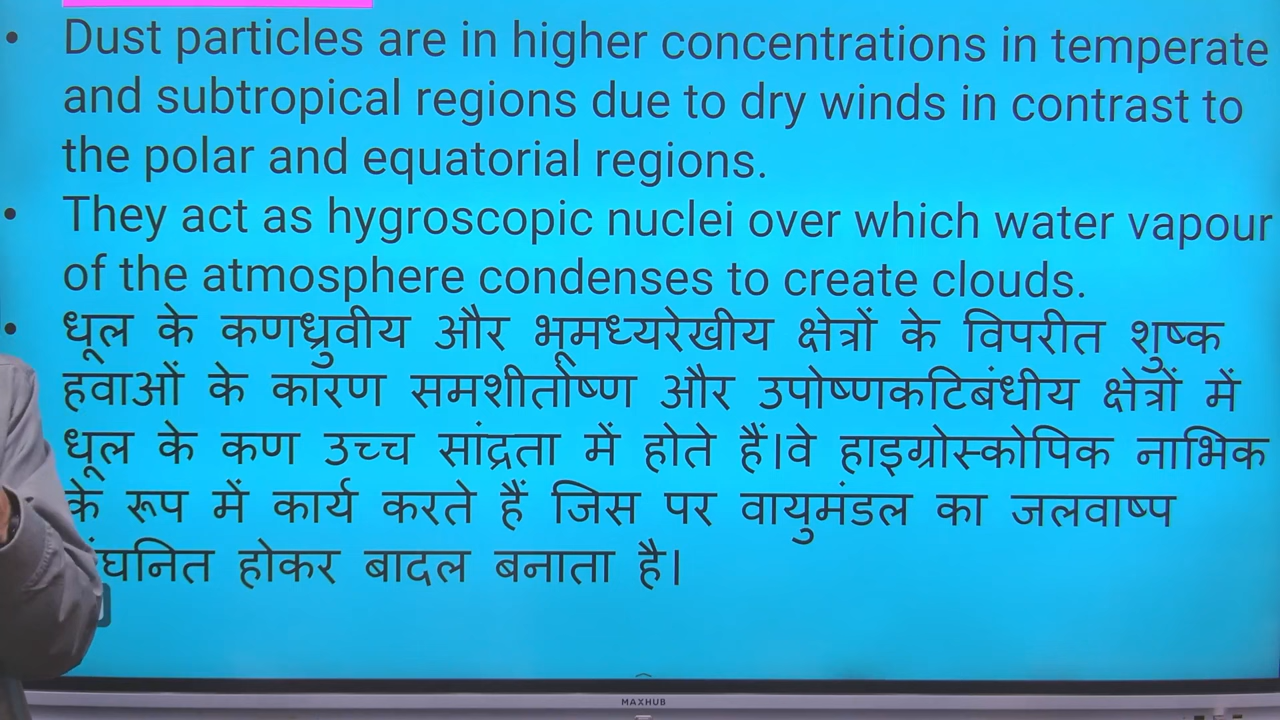 • Dust particles are in higher concentrations in temperate
and subtropical regions due to dry winds in contrast to
the polar and equatorial regions.
• They act as hygroscopic nuclei over which water vapour
of the atmosphere condenses to create clouds.
• धूल के कणध्रुवीय और भूमध्यरेखीय क्षेत्रों के विपरीत शुष्क
हवाओं के कारण समशीतोष्ण और उपोष्णकटिबंधीय क्षेत्रों में
धूल के कण उच्च सांद्रता में होते हैं।वे हाइग्रोस्कोपिक नाभिक
के रूप में कार्य करते हैं जिस पर वायुमंडल का जलवाष्प
होकर बादल बनाता है।
MAXHUB